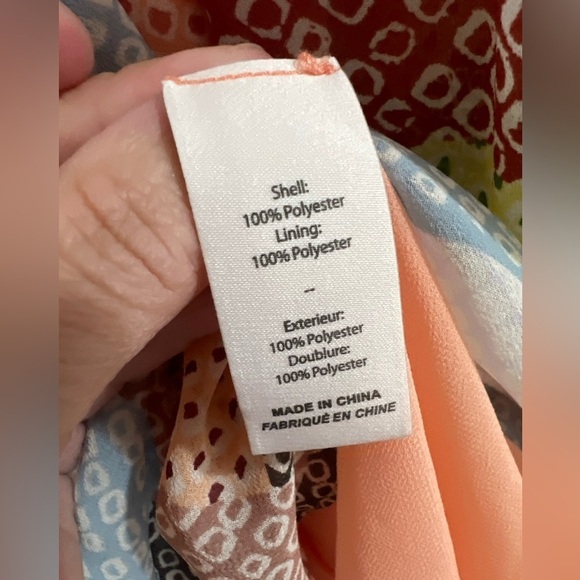 Shell:
100% Polyester
Lining:
100% Polyester
–
Exterieur:
100% Polyester
Doublure:
100% Polyester
MADE IN CHINA
FABRIQUÉ EN CHINE